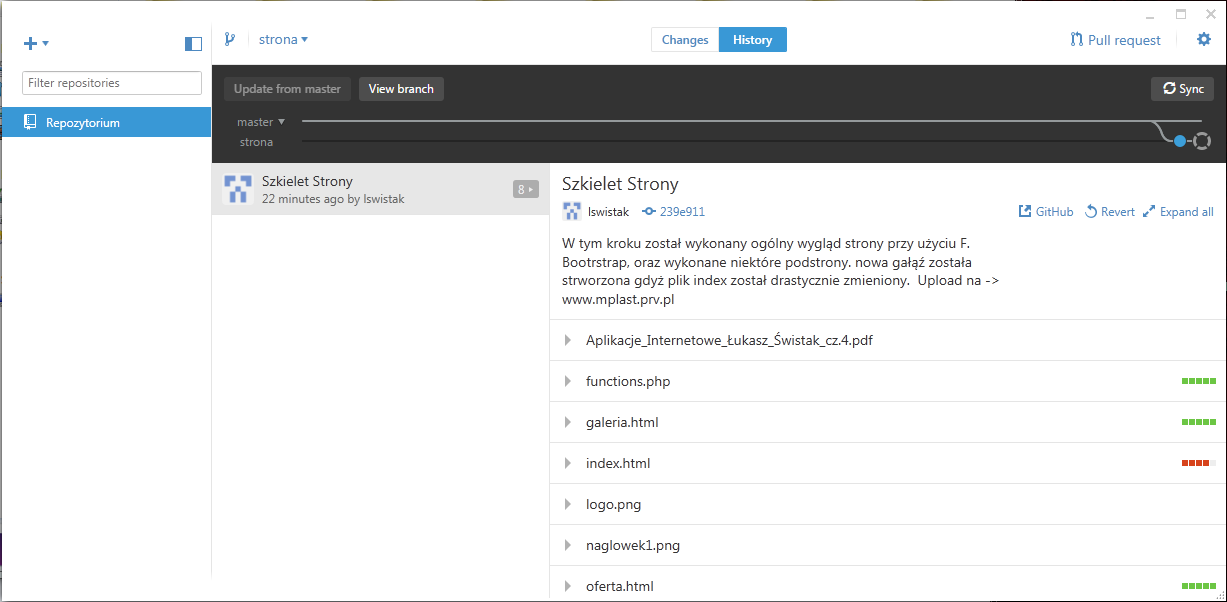 strona
Changes
History
Pull request
Filter repositories
Repozytorium
Update from master
View branch
Sync
master
strona
Szkielet Strony
22 minutes ago by lswistak
8
Szkielet Strony
lswistak
239e911
GitHub
Revert
Expand all
W tym kroku został wykonany ogólny wygląd strony przy użyciu F.
Bootrstrap, oraz wykonane niektóre podstrony. nowa gałąź została
strworzona gdyż plik index został drastycznie zmieniony.  Upload na ->
www.mplast.prv.pl
Aplikacje_Internetowe_Łukasz_Świstak_cz.4.pdf
functions.php
galeria.html
index.html
logo.png
naglowek1.png
oferta.html